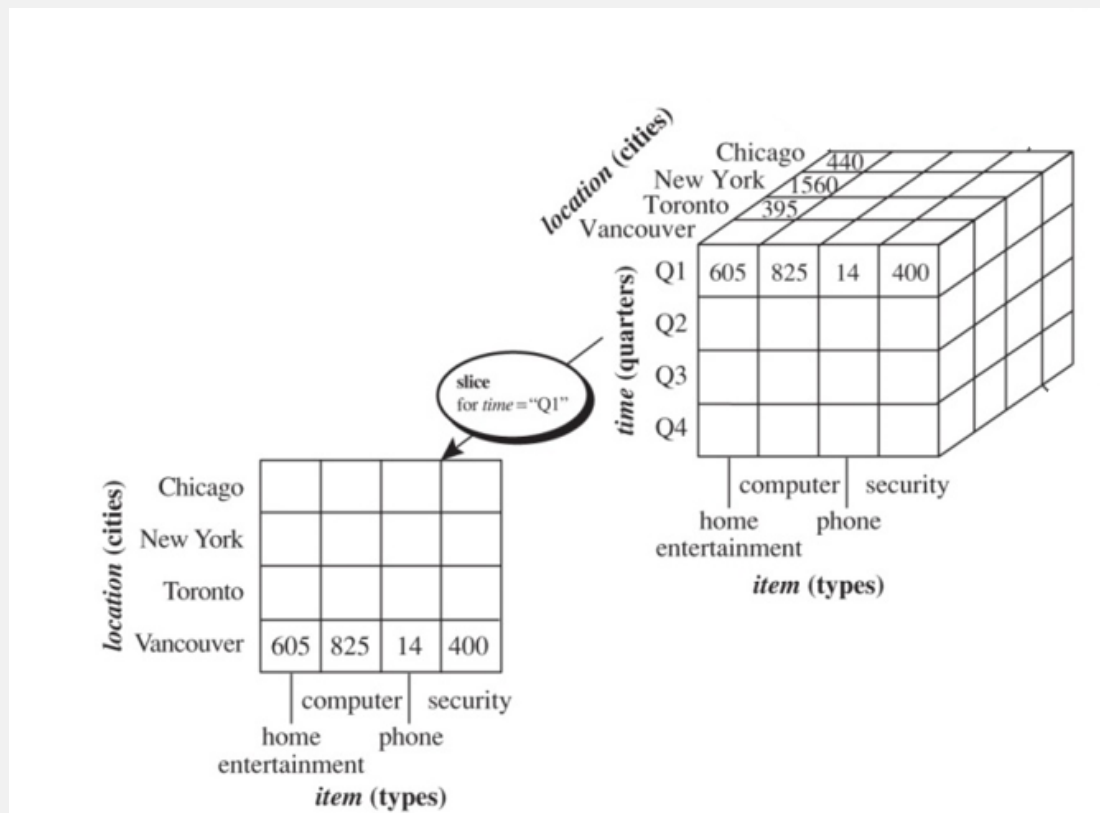 location (cities)
Chicago 440
New York 1560
Toronto 395
Vancouver
time (quarters)
Q1 605 825 14 400
Q2
Q3
Q4
computer security
home phone
entertainment
item (types)
slice
for time = “Q1”
location (cities)
Chicago
New York
Toronto
Vancouver 605 825 14 400
computer security
home phone
entertainment
item (types)